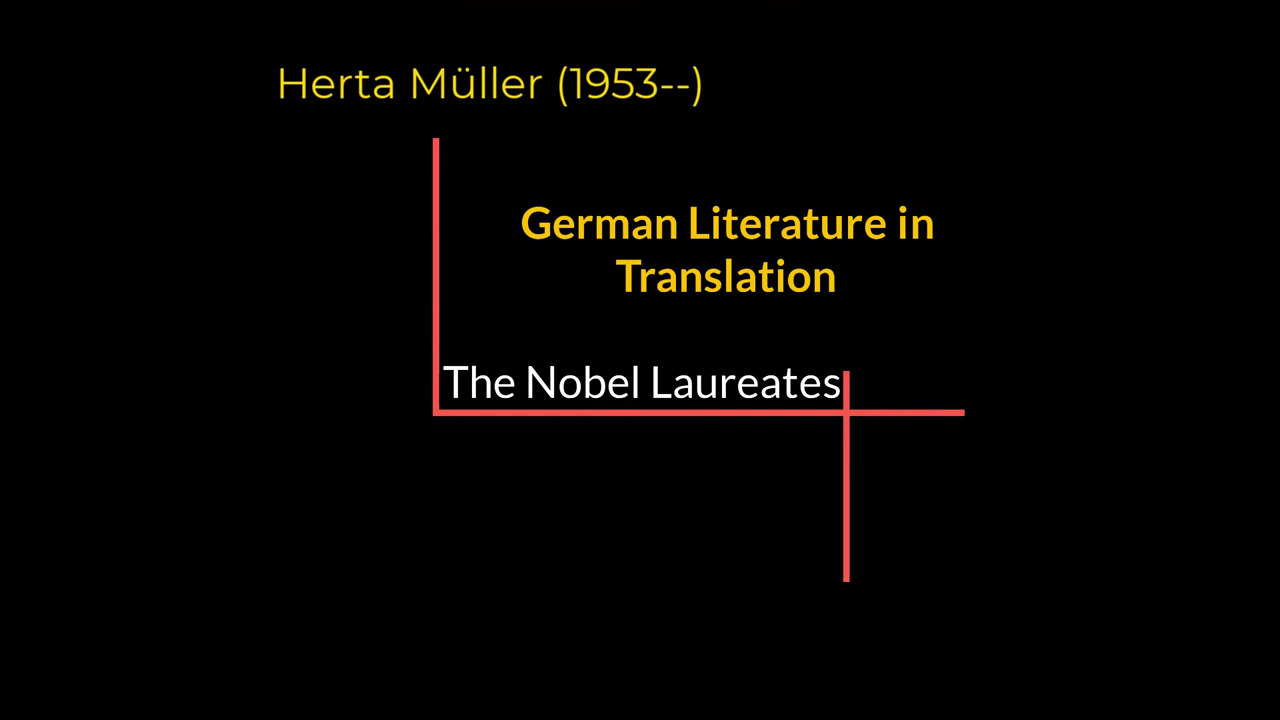 Herta Müller (1953--)
German Literature in
Translation
The Nobel Laureates